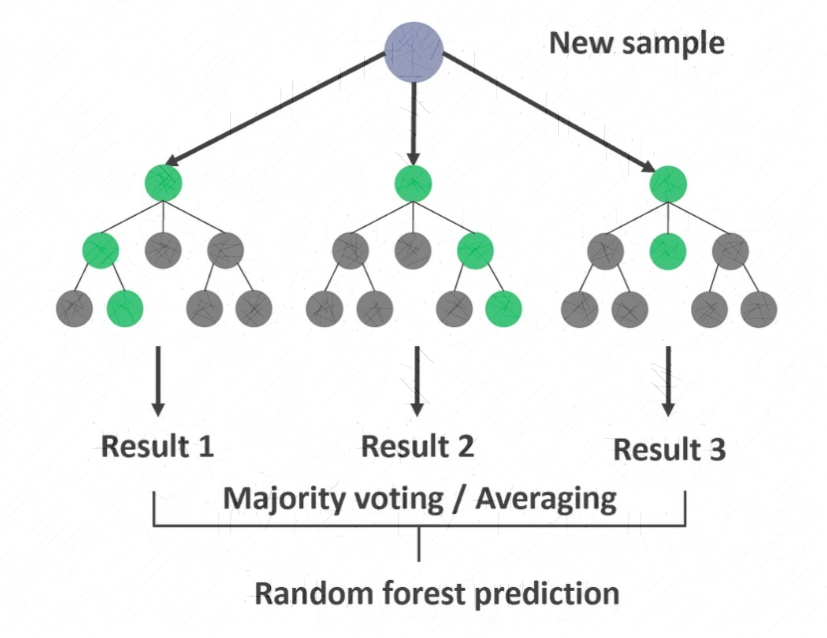 New sample
Result 1
Result 2
Result 3
Majority voting / Averaging
Random forest prediction